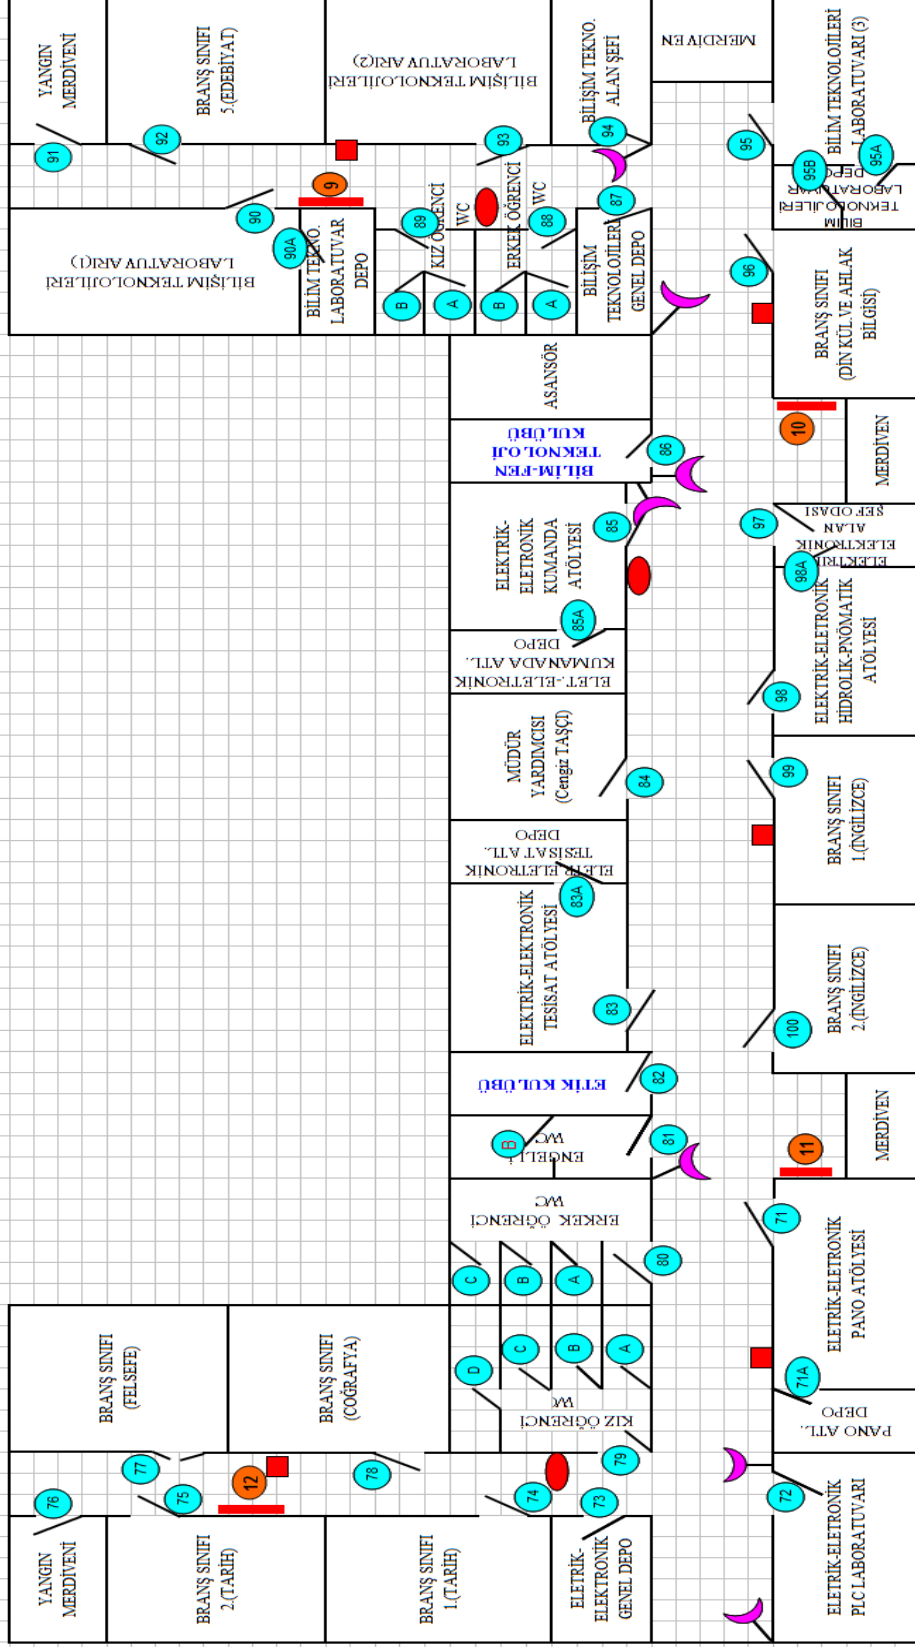 YANGIN
MERDİVENİ
BRANŞ SINIFI
5.(EDEBİYAT)
BİLİŞİM TEKNOLOJİLERİ
LABORATUVARI(2)
BİLİŞİM TEKNO.
ALAN ŞEFİ
MERDİVEN
BİLİM TEKNOLOJİLERİ
LABORATUVARI (3)
91
92
93
94
95
95B
95A
BİLİM
TEKNOLOJİLERİ
LABORATUVAR
DEPO
9
90
90A
89
88
87
BİLİŞİM TEKNOLOJİLERİ
LABORATUVARI(1)
BİLİM TEKNO.
LABORATUVAR
DEPO
KIZ ÖĞRENCİ
WC
B
A
ERKEK ÖĞRENCİ
WC
B
A
BİLİŞİM
TEKNOLOJİLERİ
GENEL DEPO
96
BRANŞ SINIFI
(DİN KÜL.VE AHLAK
BİLGİSİ)
ASANSÖR
BİLİM-FEN
TEKNOLOJİ
KULÜBÜ
86
10
MERDİVEN
ELEKTRİK-
ELETRONİK
KUMANDA
ATÖLYESİ
85
85A
97
ELEKTRİK
ELEKTRONİK
ALAN
ŞEF ODASI
98A
ELET.-ELETRONİK
KUMANADA ATL.
DEPO
ELEKTRİK-ELETRONİK
HİDROLİK-PNÖMATİK
ATÖLYESİ
98
MÜDÜR
YARDIMCISI
(Cengiz TAŞÇI)
84
99
BRANŞ SINIFI
1.(İNGİLİZCE)
ELETR ELETRONİK
TESİSAT ATL.
DEPO
83A
ELEKTRİK-ELEKTRONİK
TESİSAT ATÖLYESİ
83
100
BRANŞ SINIFI
2.(İNGİLİZCE)
ETİK KULÜBÜ
82
ENGELLİ
WC
B
81
11
MERDİVEN
ERKEK ÖĞRENCİ
WC
C
B
A
80
71
ELETRİK-ELETRONİK
PANO ATÖLYESİ
BRANŞ SINIFI
(FELSEFE)
BRANŞ SINIFI
(COĞRAFYA)
D
C
B
A
KIZ ÖĞRENCİ
WC
71A
PANO ATL.
DEPO
76
77
75
12
78
74
73
79
72
YANGIN
MERDİVENİ
BRANŞ SINIFI
2.(TARİH)
BRANŞ SINIFI
1.(TARİH)
ELETRİK-
ELEKTRONİK
GENEL DEPO
ELETRİK-ELETRONİK
PLC LABORATUVARI